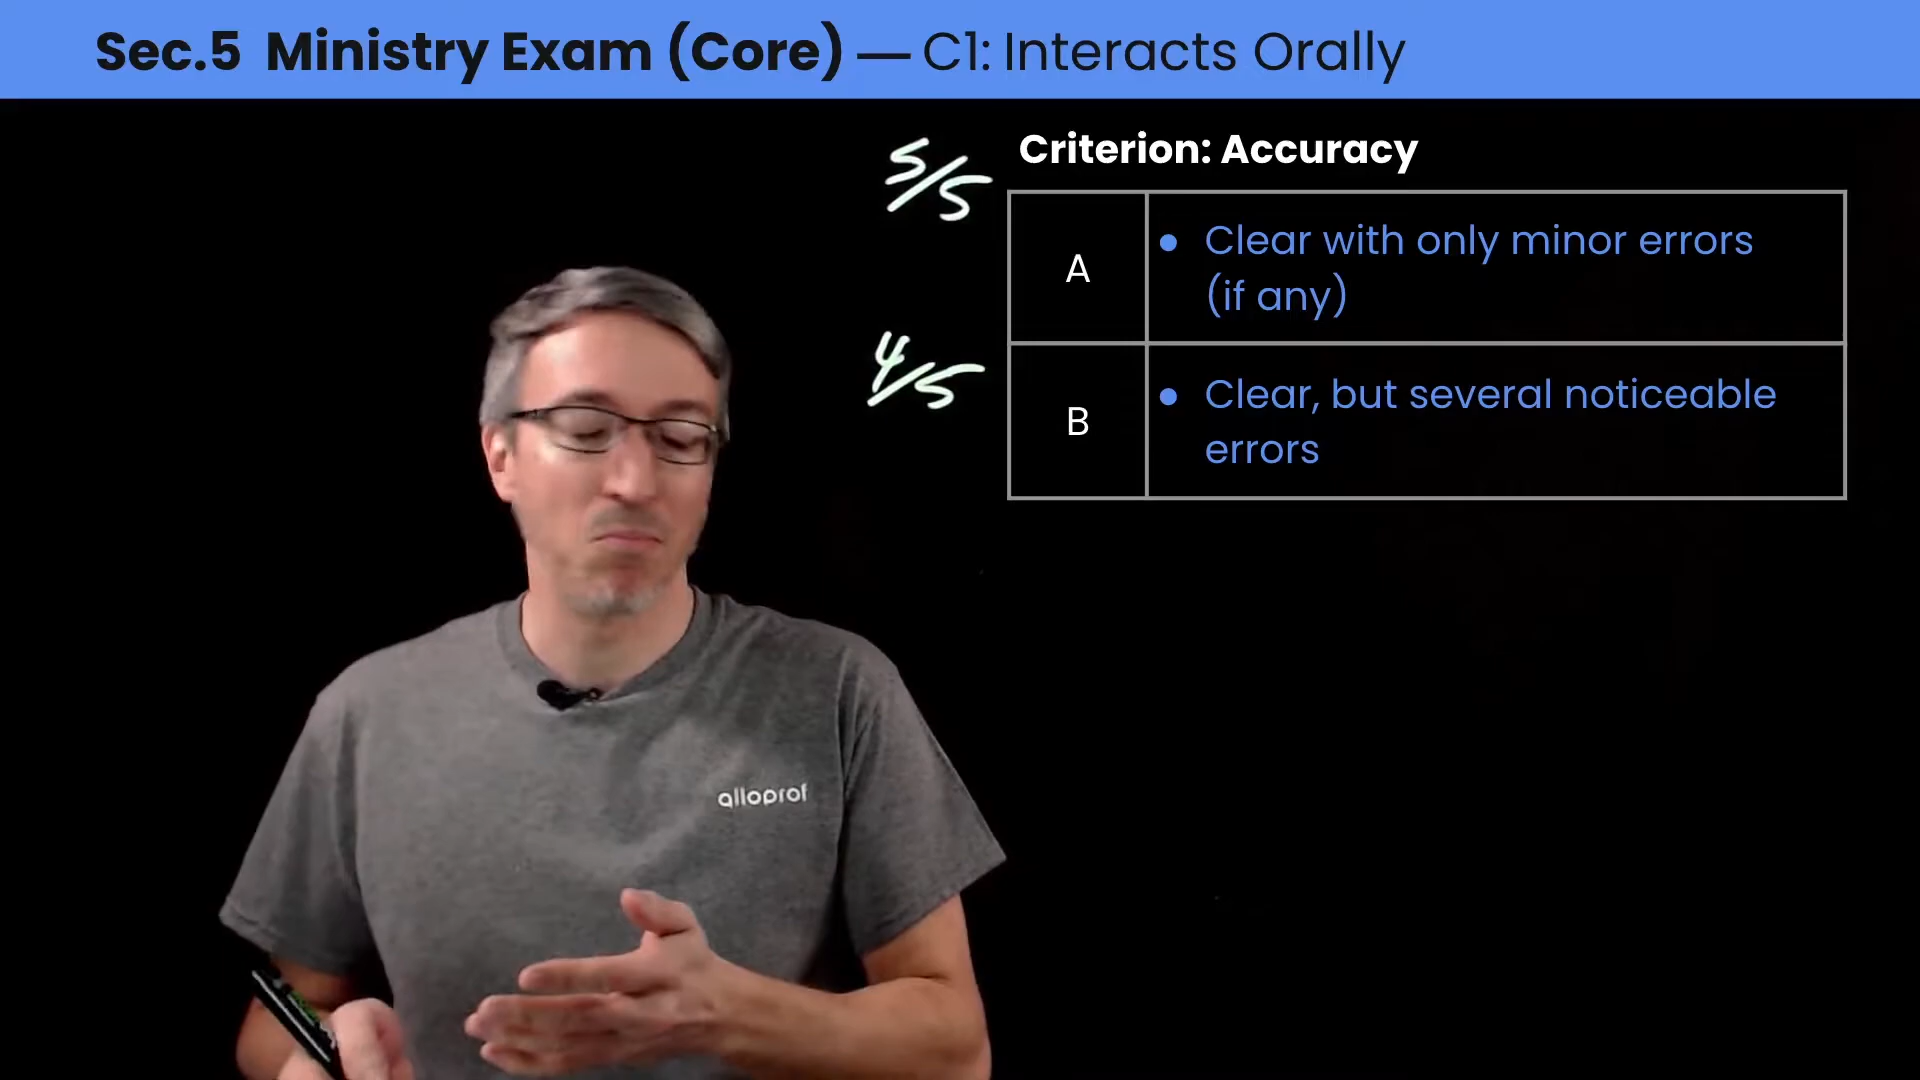 Sec.5 Ministry Exam (Core) — C1: Interacts Orally
Criterion: Accuracy
5/5
A
• Clear with only minor errors
(if any)
4/5
B
• Clear, but several noticeable
errors
alloprof